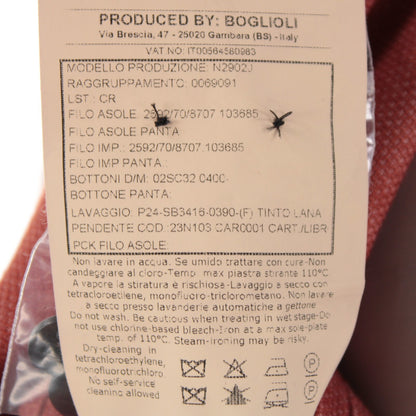 PRODUCED BY: BOGLIOLI
Via Brescia, 47 - 25020 Gambara (BS) - Italy
VAT NO: IT00564580983
MODELLO PRODUZIONE: N2902J
RAGGRUPPAMENTO: 0069091
LST : CR
FILO ASOLE: 2592/70/8707 103685
FILO ASOLE PANTA:
FILO IMP.: 2592/70/8707 103685
FILO IMP PANTA:
BOTTONI D/M: 02SC32 0400-
BOTTONE PANTA:
LAVAGGIO: P24-SB3416-0390-(F) TINTO LANA
PENDENTE COD: 23N103 CAR0001 CART./LIBR
PCK FILO ASOLE:
Non lavare in acqua. Se umido trattare con cura-Non
candeggiare al cloro-Temp. max piastra stirante 110°C
A vapore la stiratura è rischiosa-Lavaggio a secco con
tetracloroetilene, monofluoro-triclorometano. Non lavare
a secco presso lavanderie automatiche a gettone
Do not wash. Be cautious when treating in wet stage-Do
not use chlorine-based bleach-Iron at a max sole-plate
temp. of 110°C. Steam-ironing may be risky.
Dry-cleaning in
tetrachloroethylene,
monofluorotrichloro
No self-service
cleaning allowed
P
P